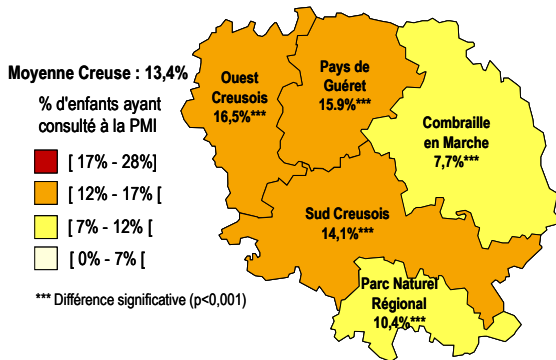 Moyenne Creuse : 13,4%
% d'enfants ayant
consulté à la PMI
[ 17% - 28%]
[ 12% - 17% [
[ 7% - 12% [
[ 0% - 7% [
*** Différence significative (p<0,001)
Ouest
Creusois
16,5%***
Pays de
Guéret
15.9%***
Combraille
en Marche
7,7%***
Sud Creusois
14,1%***
Parc Naturel
Régional
10,4%***